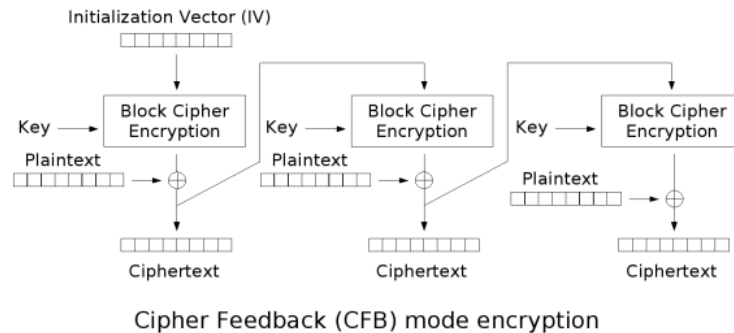 Initialization Vector (IV)
Key
Block Cipher
Encryption
Plaintext
Ciphertext
Key
Block Cipher
Encryption
Plaintext
Ciphertext
Key
Block Cipher
Encryption
Plaintext
Ciphertext
Cipher Feedback (CFB) mode encryption